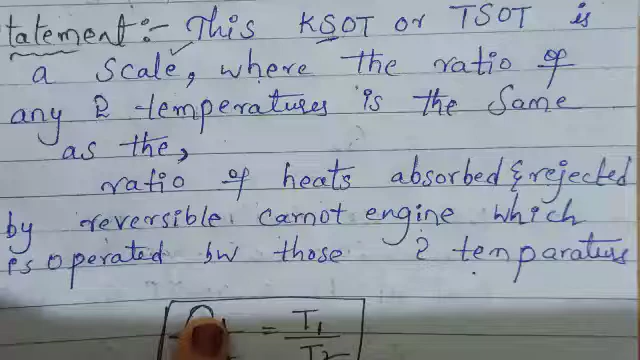 tatement:- This KSOT or TSOT is
a scale, where the ratio of
any 2 temperatures is the same
as the,
ratio of heats absorbed & rejected
by reversible carnot engine which
is operated bw those 2 temparatures
= T1/T2